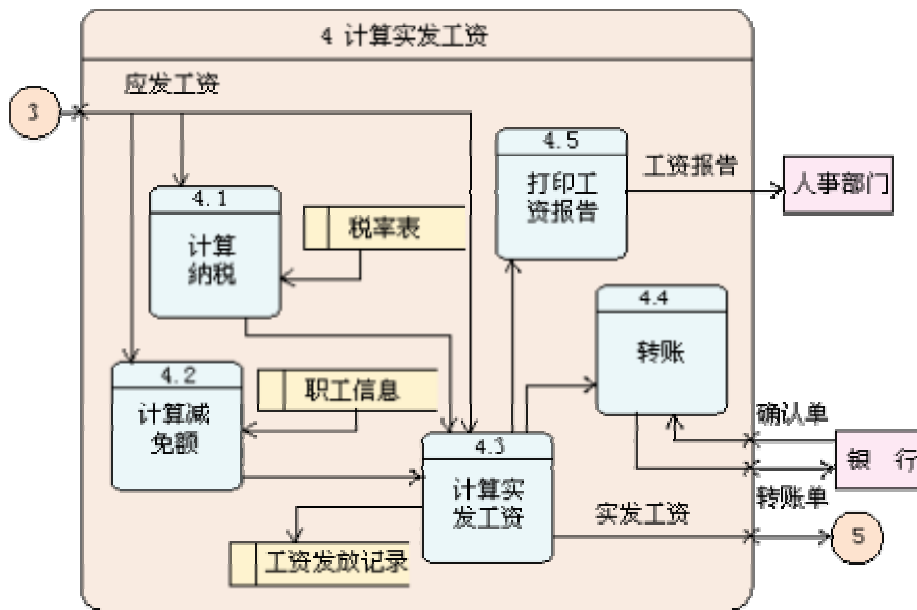 4 计算实发工资
应发工资
3
4.5
打印工
资报告
工资报告
人事部门
4.1
计算
纳税
税率表
4.4
转账
4.2
计算减
免额
职工信息
确认单
银 行
转账单
4.3
计算实
发工资
实发工资
5
工资发放记录